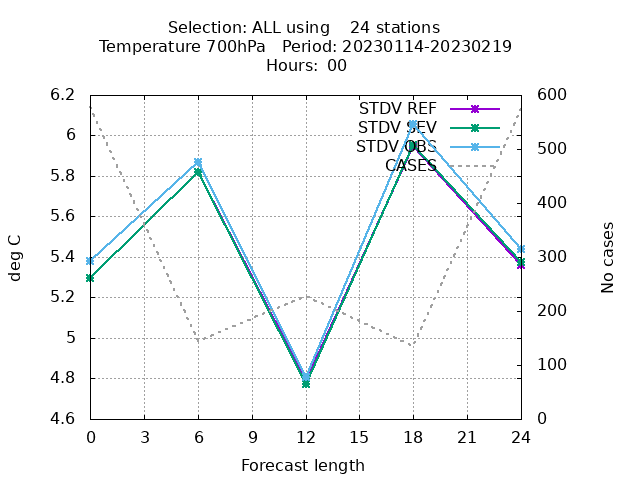 Selection: ALL using    24 stations
Temperature 700hPa   Period: 20230114-20230219
Hours:  00
STDV REF
STDV SEV
STDV OBS
CASES
6.2
6
5.8
5.6
5.4
5.2
5
4.8
4.6
600
500
400
300
200
100
0
deg C
No cases
0 3 6 9 12 15 18 21 24
Forecast length